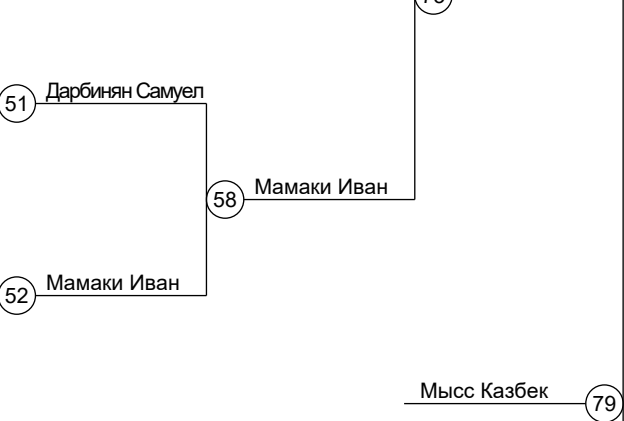 51 Дарбинян Самуел
58 Мамаки Иван
52 Мамаки Иван
Мысс Казбек 79